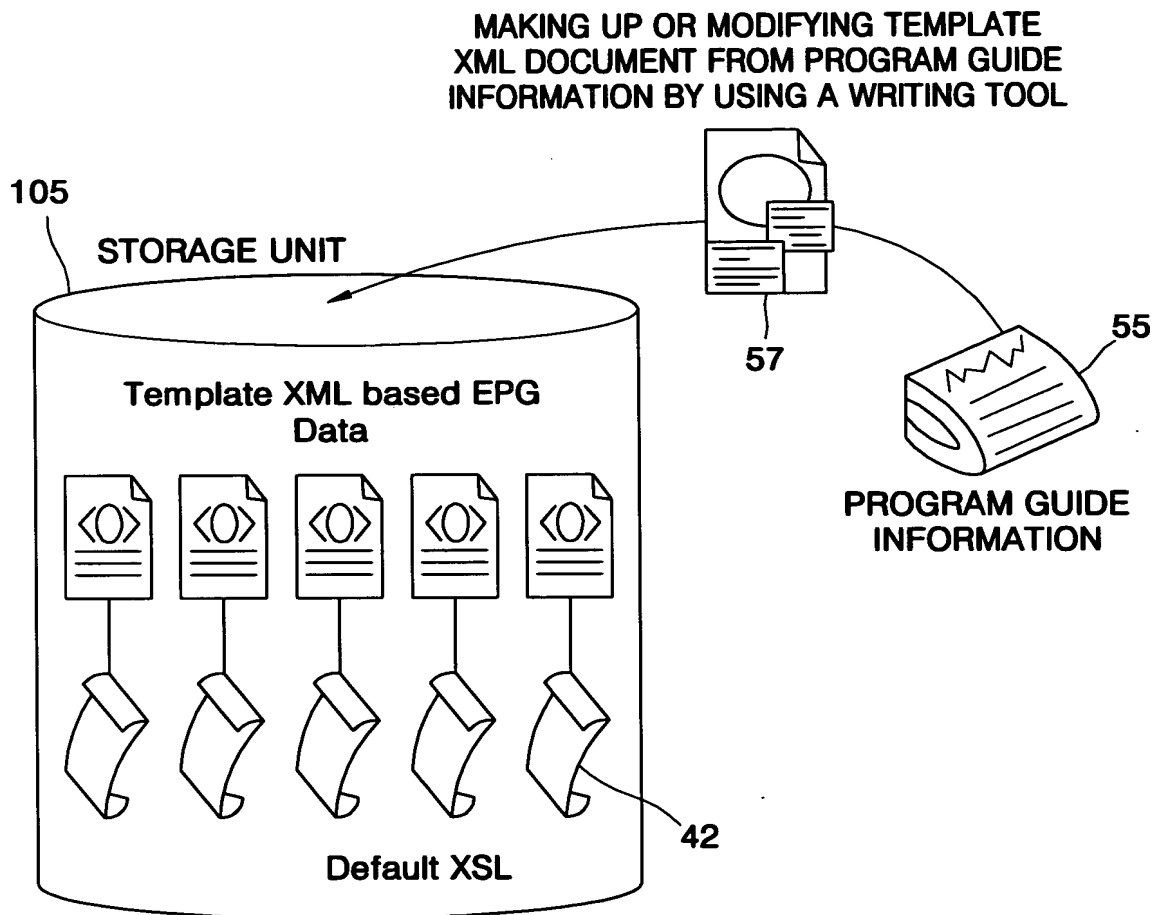 MAKING UP OR MODIFYING TEMPLATE
XML DOCUMENT FROM PROGRAM GUIDE
INFORMATION BY USING A WRITING TOOL
105
STORAGE UNIT
57
55
Template XML based EPG
Data
PROGRAM GUIDE
INFORMATION
42
Default XSL